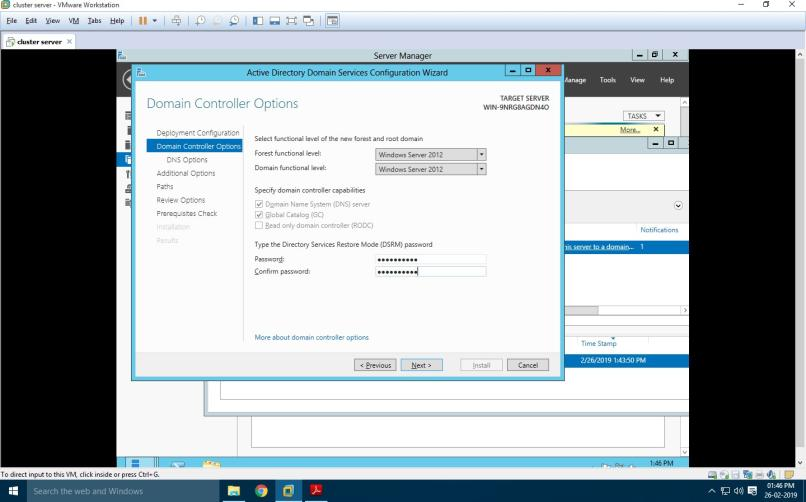 cluster server - VMware Workstation
File Edit View VM Tabs Help
cluster server
Server Manager
Active Directory Domain Services Configuration Wizard
Manage Tools View Help
Domain Controller Options
TARGET SERVER
WIN-9NRG8AGDN4O
TASKS
More...
Deployment Configuration
Domain Controller Options
DNS Options
Additional Options
Paths
Review Options
Prerequisites Check
Installation
Results
Select functional level of the new forest and root domain
Forest functional level: Windows Server 2012
Domain functional level: Windows Server 2012
Specify domain controller capabilities
Domain Name System (DNS) server
Global Catalog (GC)
Read only domain controller (RODC)
Type the Directory Services Restore Mode (DSRM) password
Password: ••••••••••
Confirm password: ••••••••••
More about domain controller options
< Previous Next > Install Cancel
Notifications
his server to a domain... 1
Time Stamp
2/26/2019 1:43:50 PM
1:46 PM
To direct input to this VM, click inside or press Ctrl+G.
Search the web and Windows
01:46 PM
26-02-2019